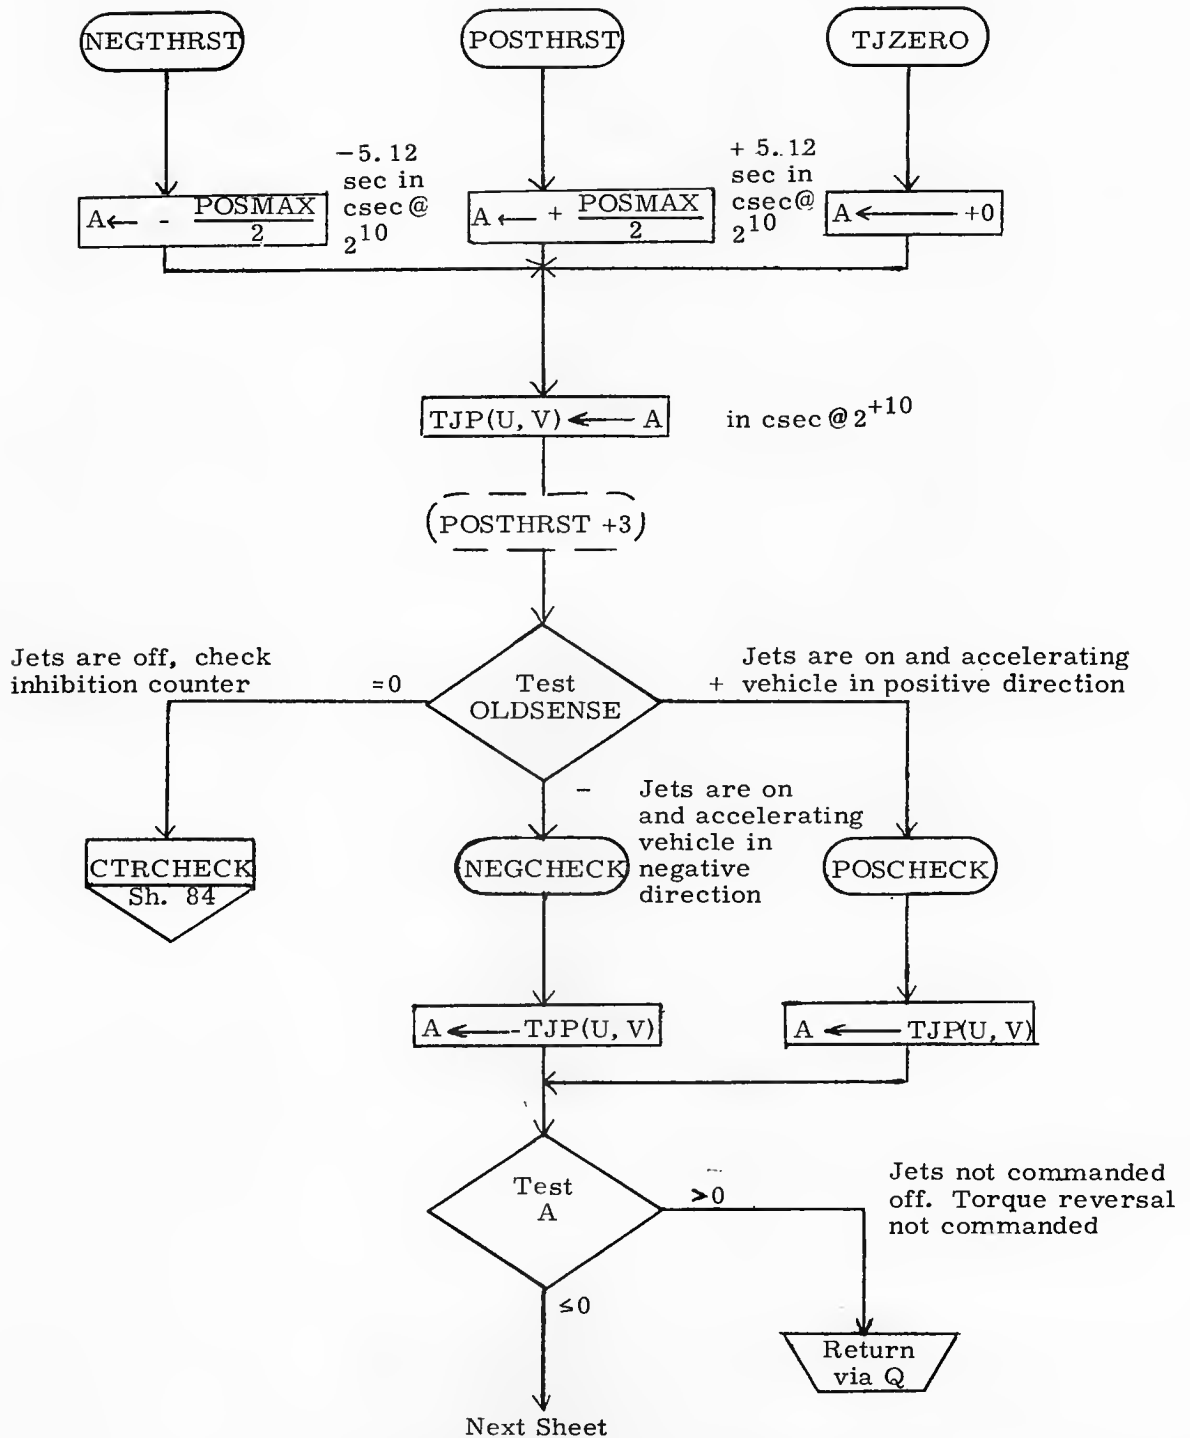 NEGTHRST
POSTHRST
TJZERO
A ← - POSMAX / 2
-5.12
sec in
csec @
2^10
A ← + POSMAX / 2
+ 5.12
sec in
csec @
2^10
A ← +0
TJP(U, V) ← A
in csec @ 2^+10
(POSTHRST +3)
Jets are off, check
inhibition counter
=0
Test
OLDSENSE
+
Jets are on and accelerating
vehicle in positive direction
-
Jets are on
and accelerating
vehicle in
negative
direction
CTRCHECK
Sh. 84
NEGCHECK
POSCHECK
A ← -TJP(U, V)
A ← TJP(U, V)
Test
A
>0
Jets not commanded
off. Torque reversal
not commanded
≤0
Return
via Q
Next Sheet